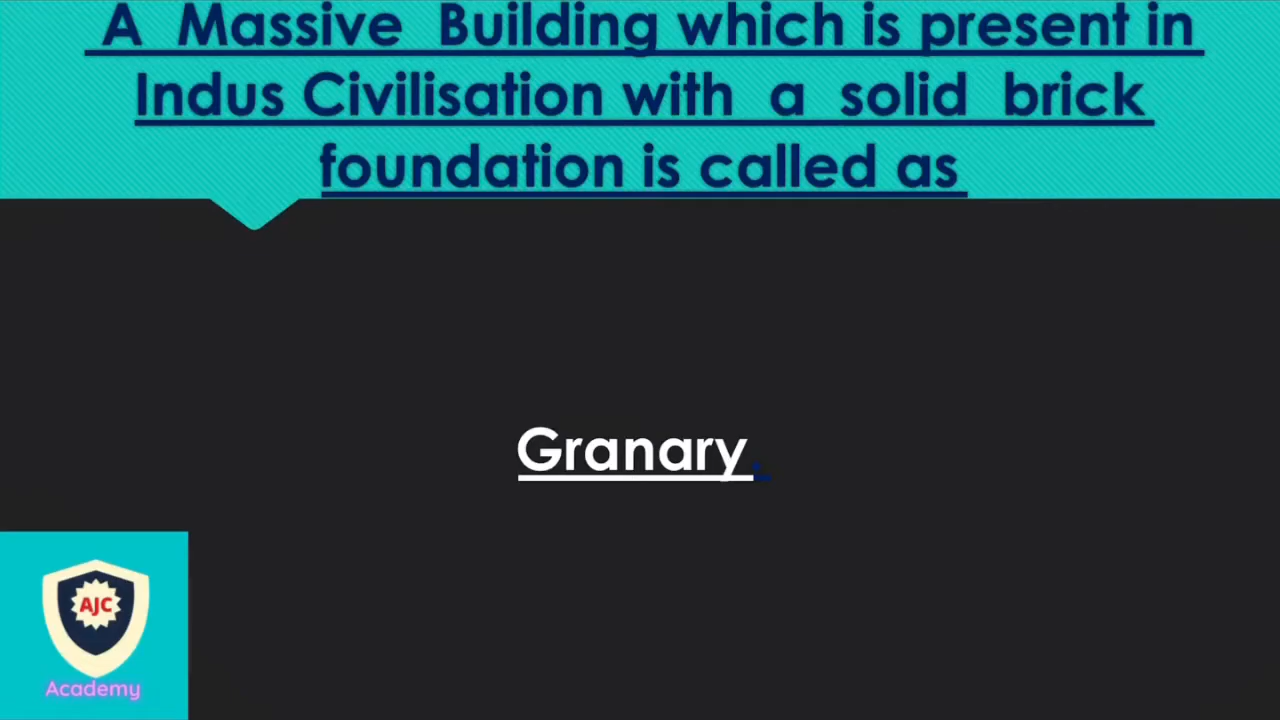 A Massive Building which is present in
Indus Civilisation with a solid brick
foundation is called as
Granary.
AJC
Academy